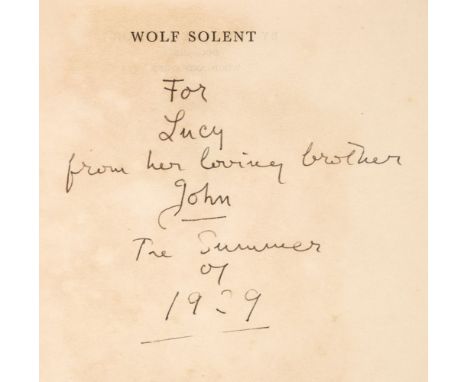 WOLF SOLENT
For
Lucy
from her loving brother
John
The Summer
of
1929